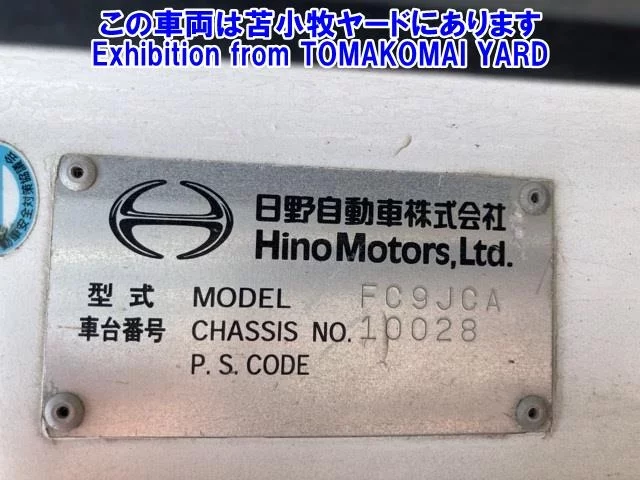 この車両は苫小牧ヤードにあります
Exhibition from TOMAKOMAI YARD
日野自動車株式会社
Hino Motors, Ltd.
型式 MODEL FC9JCA
車台番号 CHASSIS NO. 10028
P.S. CODE